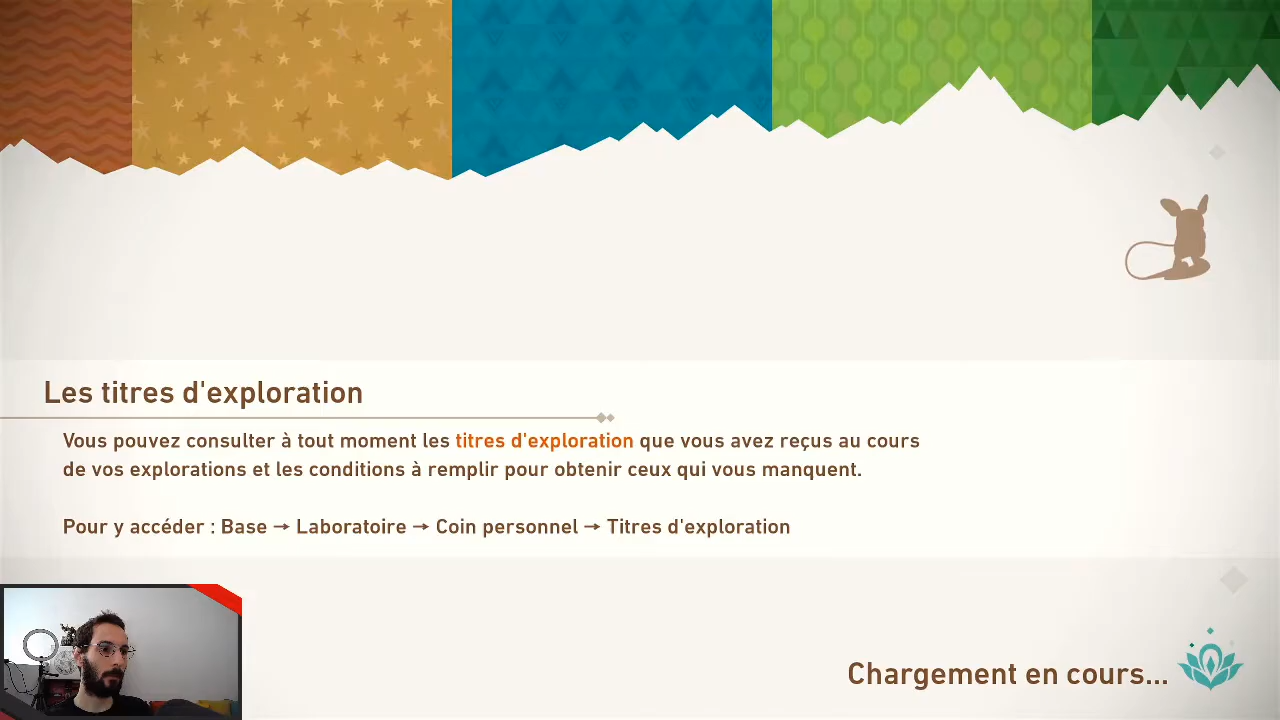 Les titres d'exploration
Vous pouvez consulter à tout moment les titres d'exploration que vous avez reçus au cours
de vos explorations et les conditions à remplir pour obtenir ceux qui vous manquent.
Pour y accéder : Base → Laboratoire → Coin personnel → Titres d'exploration
Chargement en cours...